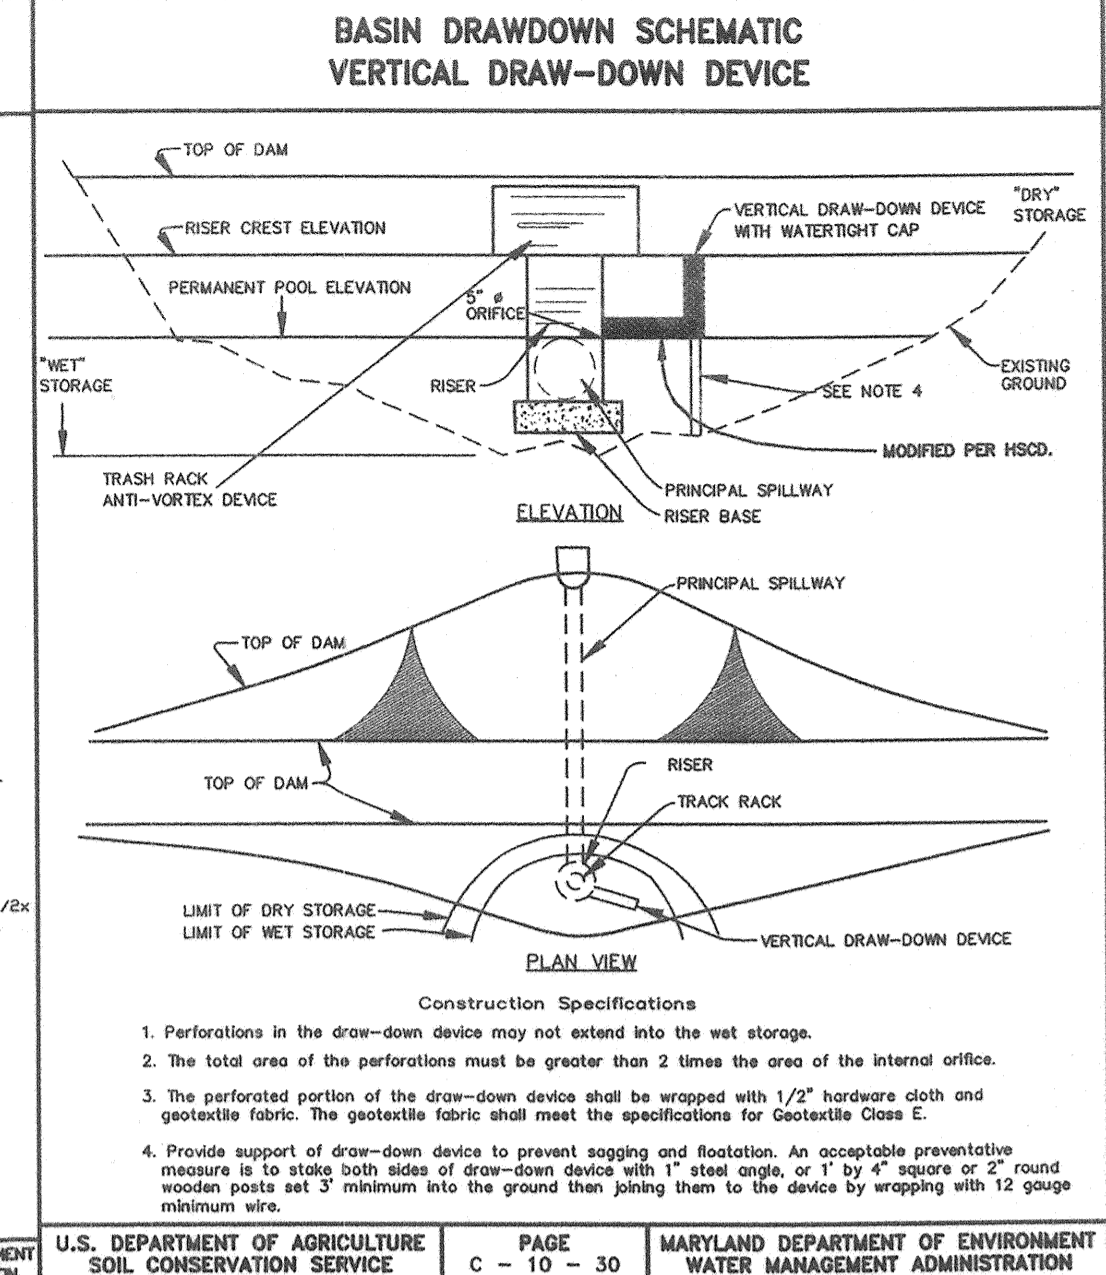 BASIN DRAWDOWN SCHEMATIC
VERTICAL DRAW-DOWN DEVICE
TOP OF DAM
"DRY"
STORAGE
VERTICAL DRAW-DOWN DEVICE
WITH WATERTIGHT CAP
RISER CREST ELEVATION
PERMANENT POOL ELEVATION
5" ø
ORIFICE
"WET"
STORAGE
RISER
EXISTING
GROUND
SEE NOTE 4
MODIFIED PER HSCD.
TRASH RACK
ANTI-VORTEX DEVICE
PRINCIPAL SPILLWAY
RISER BASE
ELEVATION
PRINCIPAL SPILLWAY
TOP OF DAM
TOP OF DAM
RISER
TRACK RACK
/2x
LIMIT OF DRY STORAGE
LIMIT OF WET STORAGE
VERTICAL DRAW-DOWN DEVICE
PLAN VIEW
Construction Specifications
1. Perforations in the draw-down device may not extend into the wet storage.
2. The total area of the perforations must be greater than 2 times the area of the internal orifice.
3. The perforated portion of the draw-down device shall be wrapped with 1/2" hardware cloth and
geotextile fabric. The geotextile fabric shall meet the specifications for Geotextile Class E.
4. Provide support of draw-down device to prevent sagging and floatation. An acceptable preventative
measure is to stake both sides of draw-down device with 1" steel angle, or 1' by 4" square or 2" round
wooden posts set 3' minimum into the ground then joining them to the device by wrapping with 12 gauge
minimum wire.
U.S. DEPARTMENT OF AGRICULTURE
SOIL CONSERVATION SERVICE
PAGE
C - 10 - 30
MARYLAND DEPARTMENT OF ENVIRONMENT
WATER MANAGEMENT ADMINISTRATION